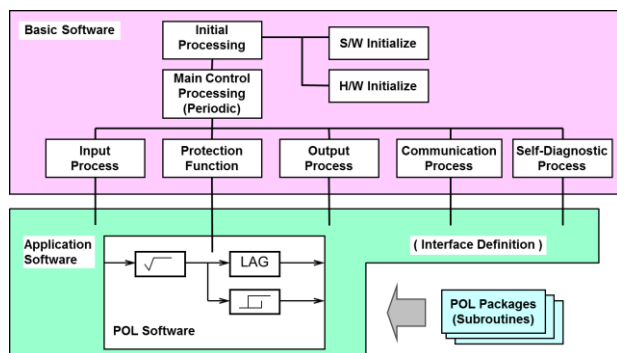 Basic Software
Initial
Processing
S/W Initialize
Main Control
Processing
(Periodic)
H/W Initialize
Input
Process
Protection
Function
Output
Process
Communication
Process
Self-Diagnostic
Process
Application
Software
( Interface Definition )
√
LAG
POL Software
POL Packages
(Subroutines)